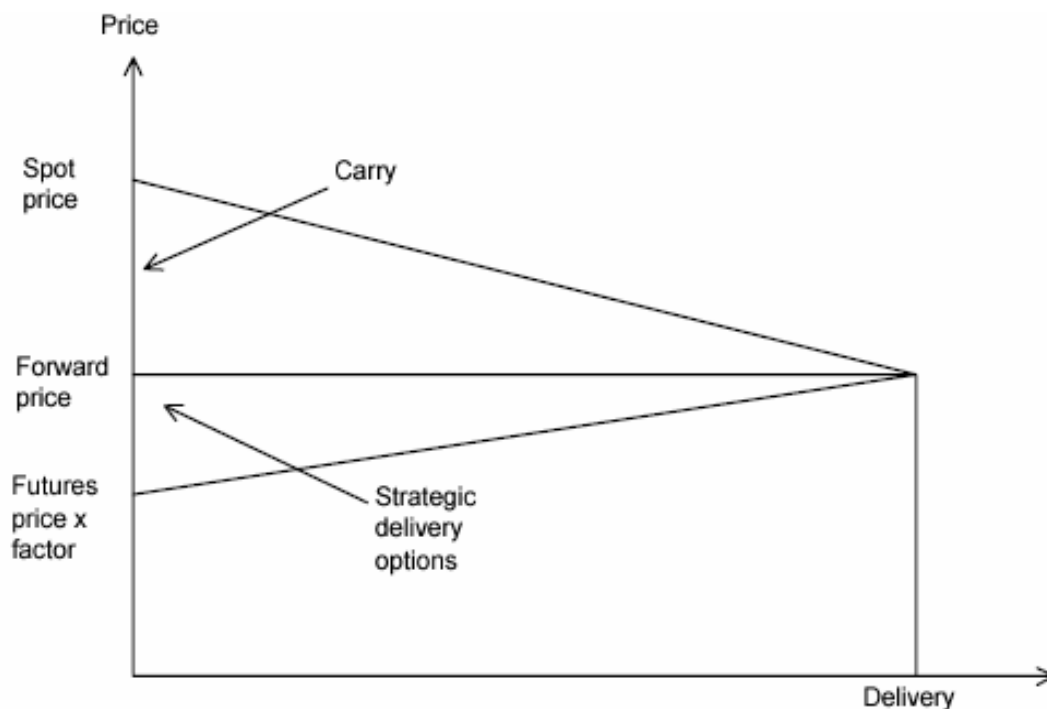 Price
Spot
price
Carry
Forward
price
Futures
price x
factor
Strategic
delivery
options
Delivery